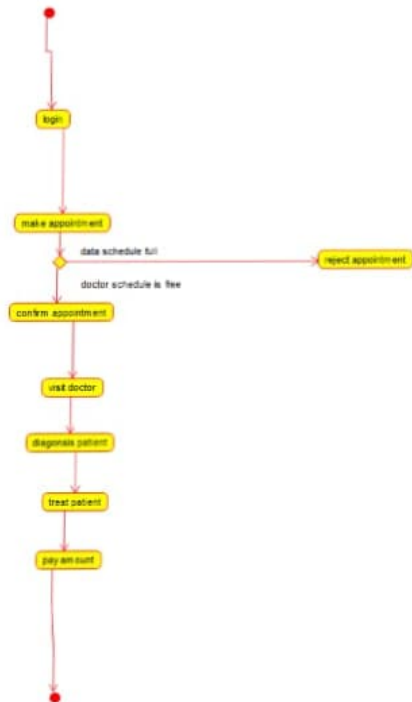 login
make appointment
data schedule full
reject appointment
doctor schedule is free
confirm appointment
visit doctor
diagonsis patient
treat patient
pay amount